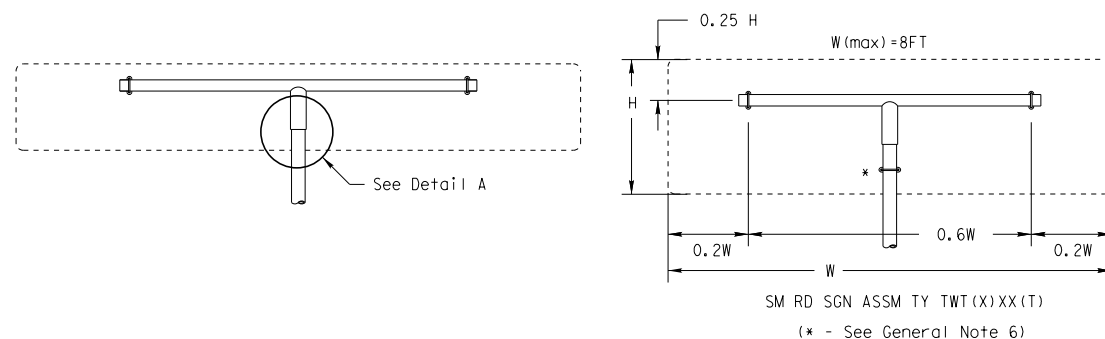 See Detail A
0.25 H
W(max)=8FT
H
*
0.2W
0.6W
0.2W
W
SM RD SGN ASSM TY TWT(X)XX(T)
(* - See General Note 6)